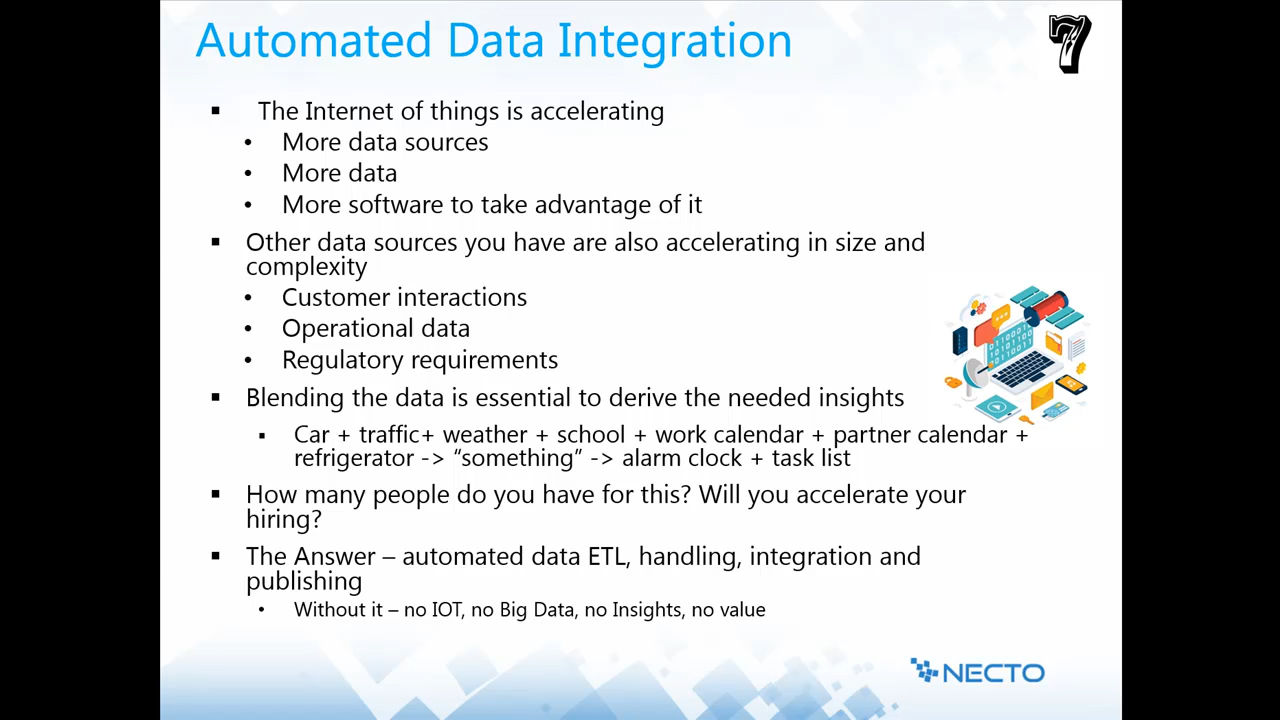 Automated Data Integration
7
▪ The Internet of things is accelerating
• More data sources
• More data
• More software to take advantage of it
▪ Other data sources you have are also accelerating in size and
complexity
• Customer interactions
• Operational data
• Regulatory requirements
▪ Blending the data is essential to derive the needed insights
▪ Car + traffic+ weather + school + work calendar + partner calendar +
refrigerator -> “something” -> alarm clock + task list
▪ How many people do you have for this? Will you accelerate your
hiring?
▪ The Answer – automated data ETL, handling, integration and
publishing
• Without it – no IOT, no Big Data, no Insights, no value
NECTO